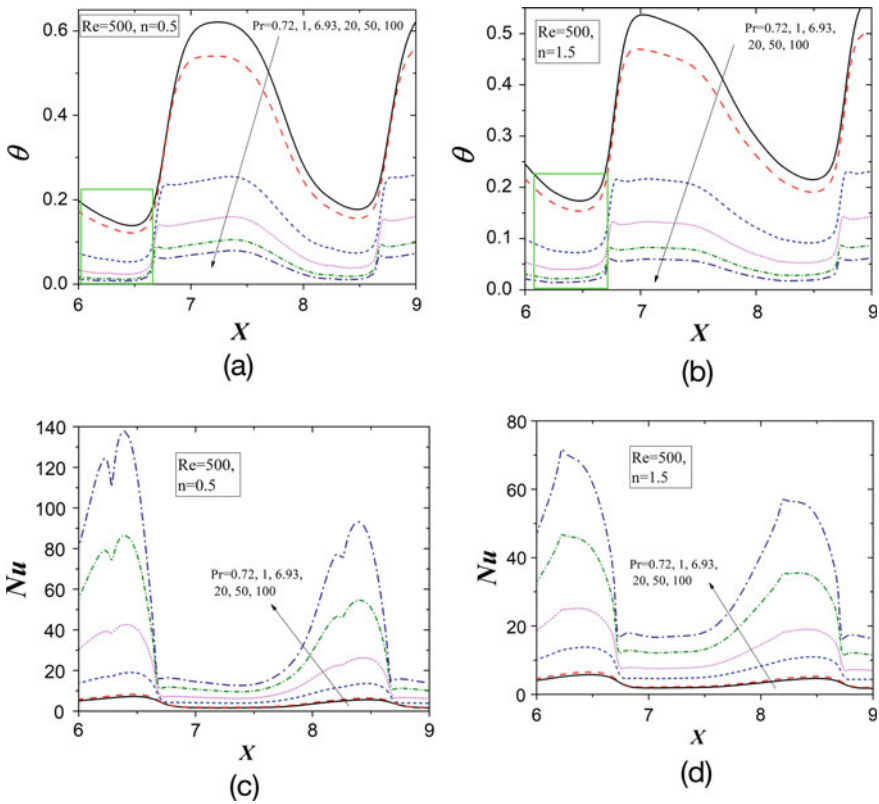 Re=500, n=0.5
Pr=0.72, 1, 6.93, 20, 50, 100
0.6
0.4
0.2
0.0
θ
6
7
8
9
X
(a)
Re=500,
n=1.5
Pr=0.72, 1, 6.93,
20, 50, 100
0.5
0.4
0.3
0.2
0.1
0.0
θ
6
7
8
9
X
(b)
Re=500,
n=0.5
Pr=0.72, 1, 6.93,
20, 50, 100
140
120
100
80
60
40
20
0
Nu
6
7
8
9
X
(c)
Re=500,
n=1.5
Pr=0.72, 1, 6.93,
20, 50, 100
80
60
40
20
0
Nu
6
7
8
9
X
(d)